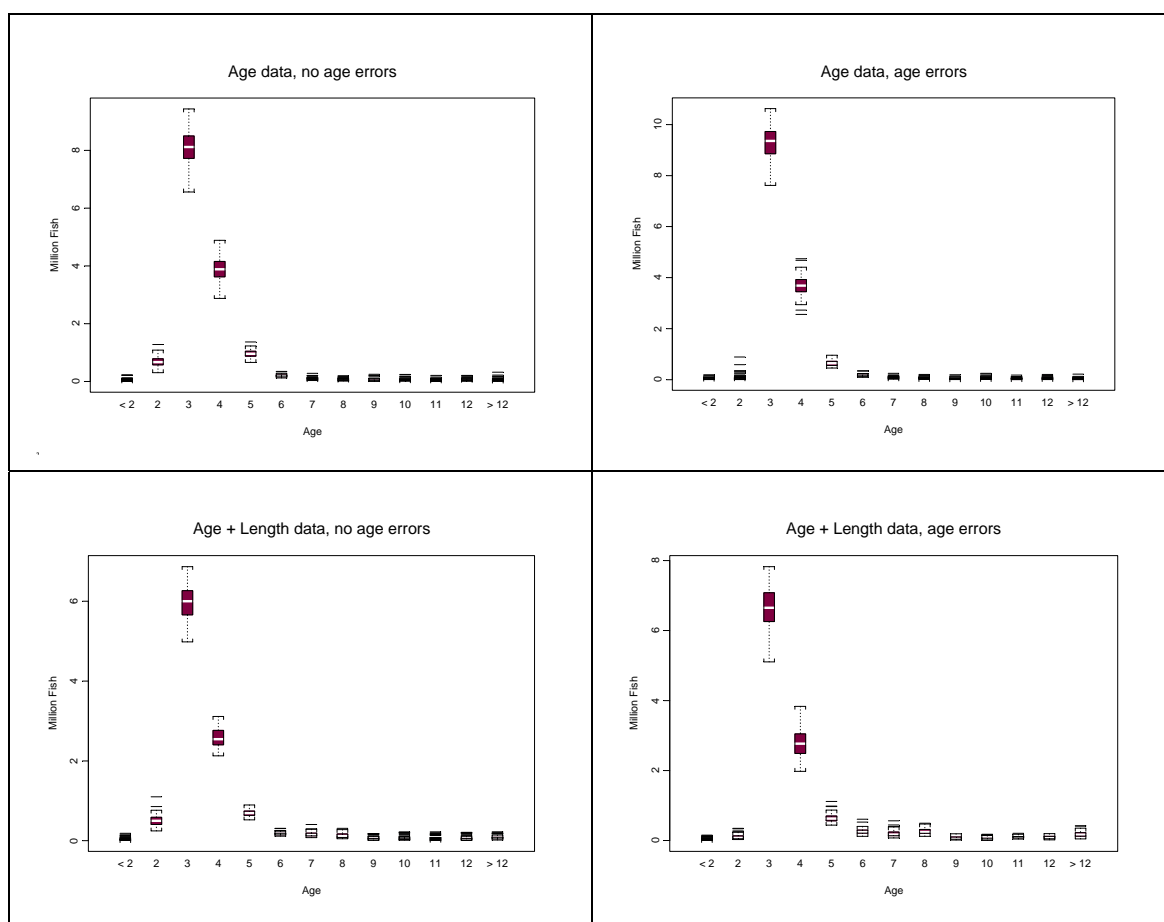 Age data, no age errors
Million Fish
8
6
4
2
0
< 2 2 3 4 5 6 7 8 9 10 11 12 > 12
Age
Age data, age errors
Million Fish
10
8
6
4
2
0
< 2 2 3 4 5 6 7 8 9 10 11 12 > 12
Age
Age + Length data, no age errors
Million Fish
6
4
2
0
< 2 2 3 4 5 6 7 8 9 10 11 12 > 12
Age
Age + Length data, age errors
Million Fish
8
6
4
2
0
< 2 2 3 4 5 6 7 8 9 10 11 12 > 12
Age